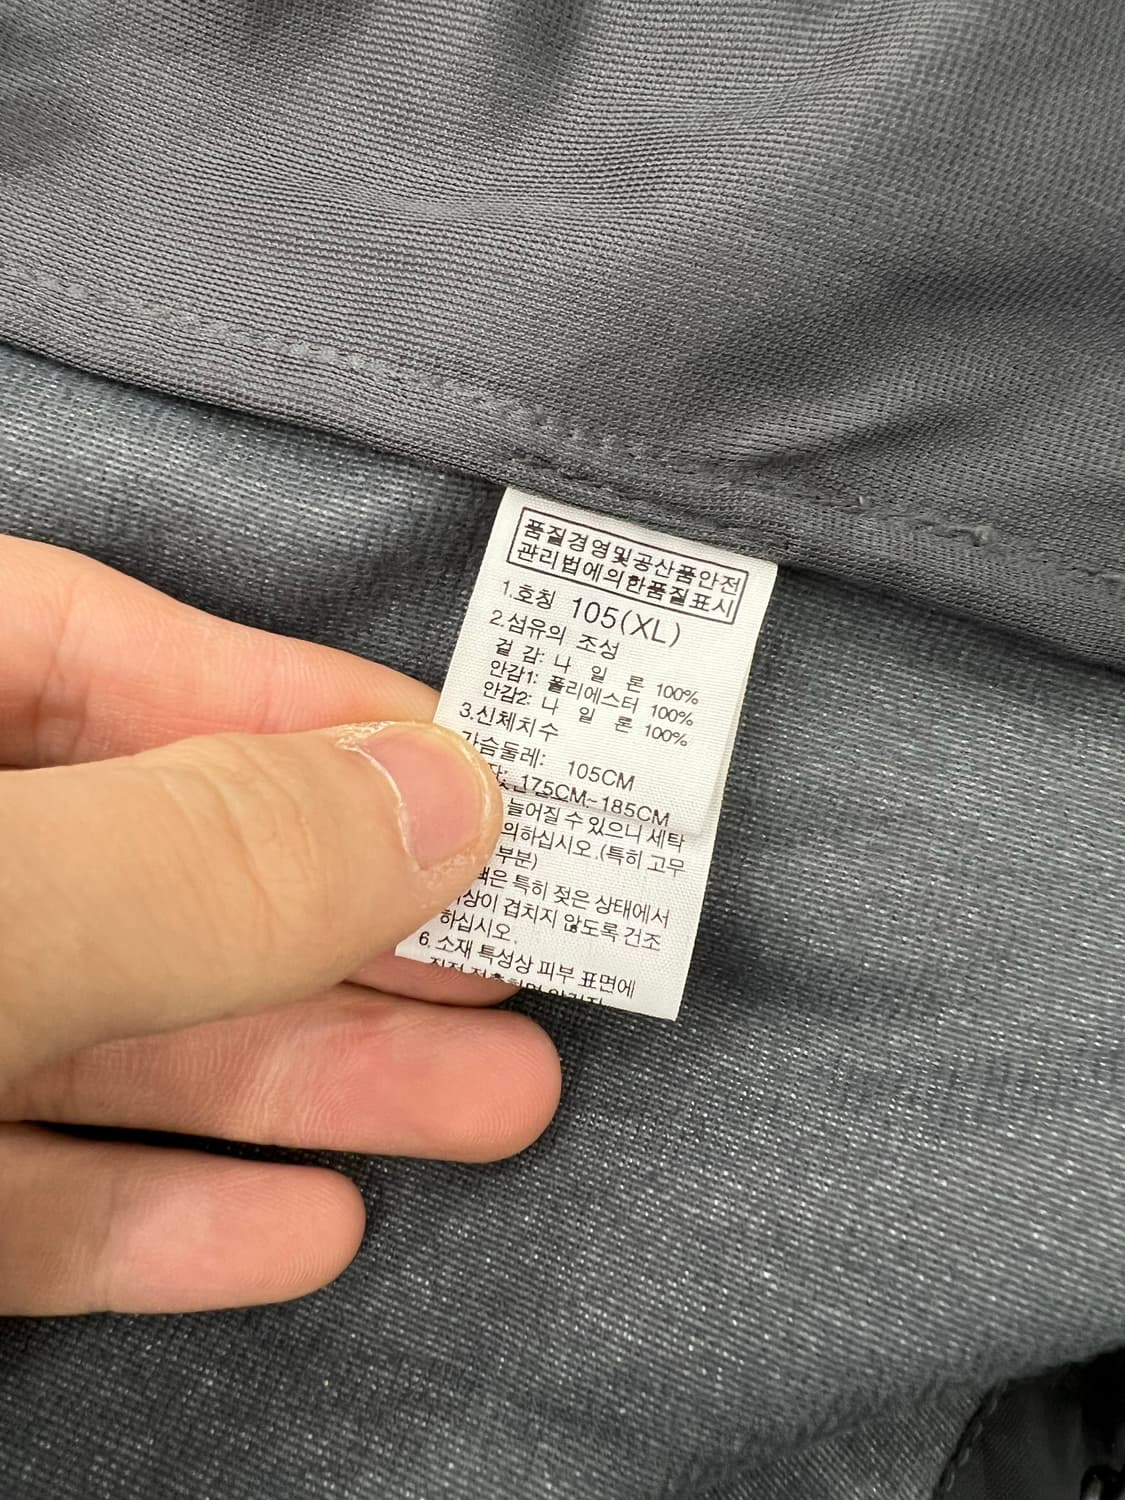 품질경영및공산품안전
관리법에의한품질표시
1.호칭 105(XL)
2.섬유의 조성
겉 감: 나 일 론 100%
안감1: 폴리에스터 100%
안감2: 나 일 론 100%
3.신체치수
가슴둘레: 105CM
175CM~185CM
늘어질 수 있으니 세탁
의하십시오.(특히 고무
부분)
특히 젖은 상태에서
겹치지 않도록 건조
하십시오.
6. 소재 특성상 피부 표면에